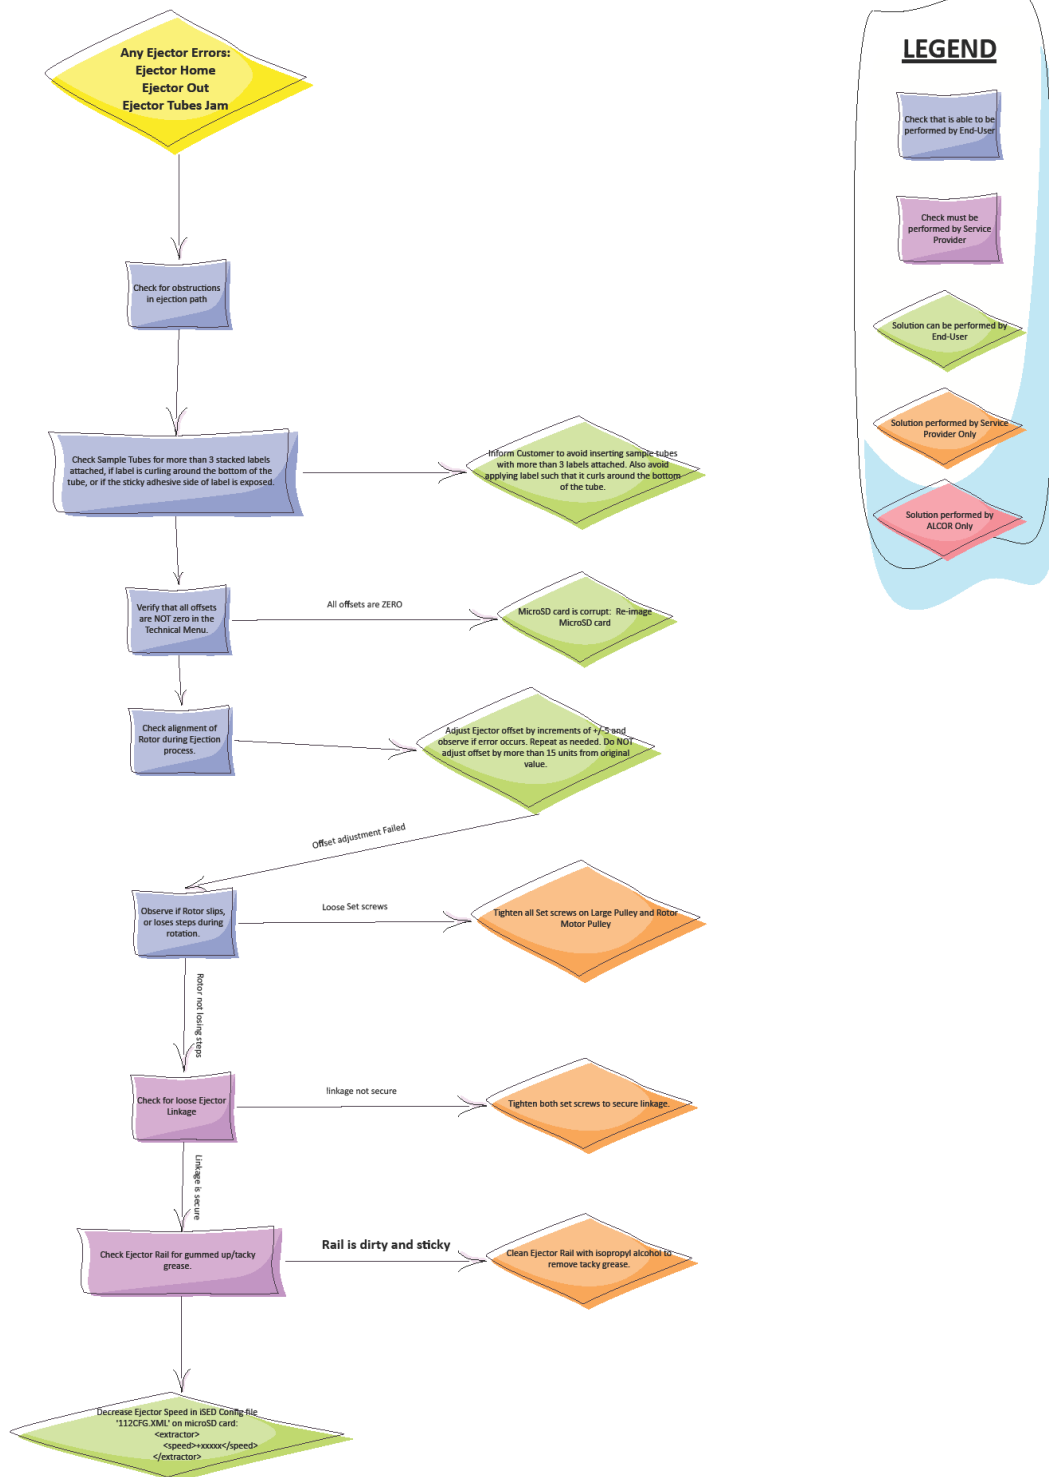 Any Ejector Errors:
Ejector Home
Ejector Out
Ejector Tubes Jam
LEGEND
Check that is able to be
performed by End-User
Check must be
performed by Service
Provider
Solution can be performed by
End-User
Solution performed by Service
Provider Only
Solution performed by
ALCOR Only
Check for obstructions
in ejection path
Check Sample Tubes for more than 3 stacked labels
attached, if label is curling around the bottom of the
tube, or if the sticky adhesive side of label is exposed.
Inform Customer to avoid inserting sample tubes
with more than 3 labels attached. Also avoid
applying label such that it curls around the bottom
of the tube.
Verify that all offsets
are NOT zero in the
Technical Menu.
All offsets are ZERO
MicroSD card is corrupt: Re-image
MicroSD card
Check alignment of
Rotor during Ejection
process.
Adjust Ejector offset by increments of +/-5 and
observe if error occurs. Repeat as needed. Do NOT
adjust offset by more than 15 units from original
value.
Offset adjustment Failed
Observe if Rotor slips,
or loses steps during
rotation.
Loose Set screws
Tighten all Set screws on Large Pulley and Rotor
Motor Pulley
Rotor not losing steps
Check for loose Ejector
Linkage
linkage not secure
Tighten both set screws to secure linkage.
Linkage is secure
Check Ejector Rail for gummed up/tacky
grease.
Rail is dirty and sticky
Clean Ejector Rail with isopropyl alcohol to
remove tacky grease.
Decrease Ejector Speed in iSED Config file
'112CFG.XML' on microSD card:
<extractor>
<speed>+xxxxx</speed>
</extractor>